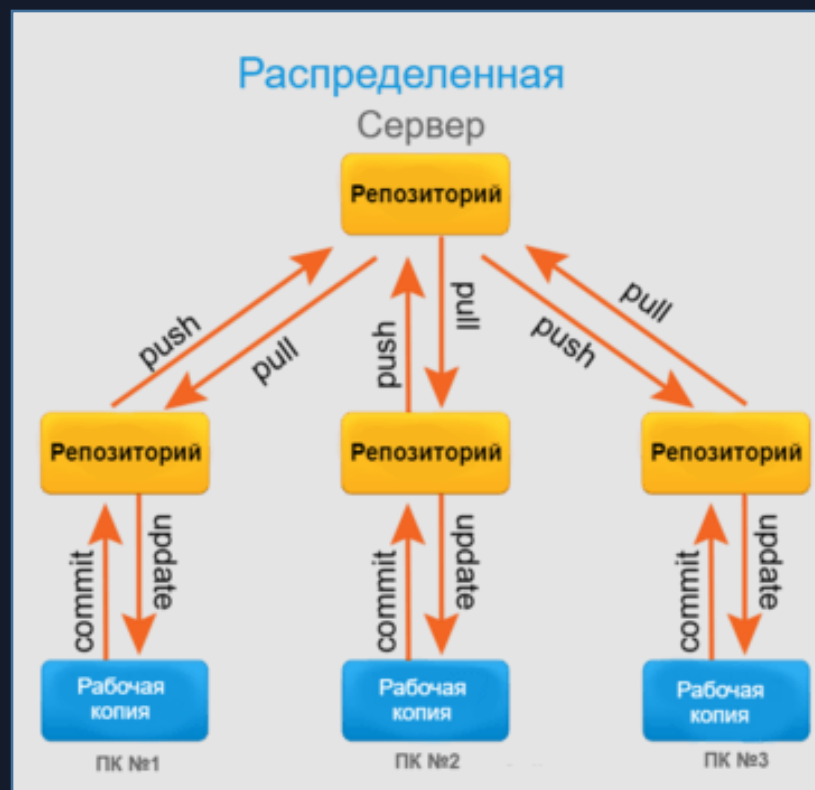 Распределенная
Сервер
Репозиторий
push
pull
push
pull
push
pull
Репозиторий
Репозиторий
Репозиторий
commit
update
commit
update
commit
update
Рабочая
копия
Рабочая
копия
Рабочая
копия
ПК №1
ПК №2
ПК №3